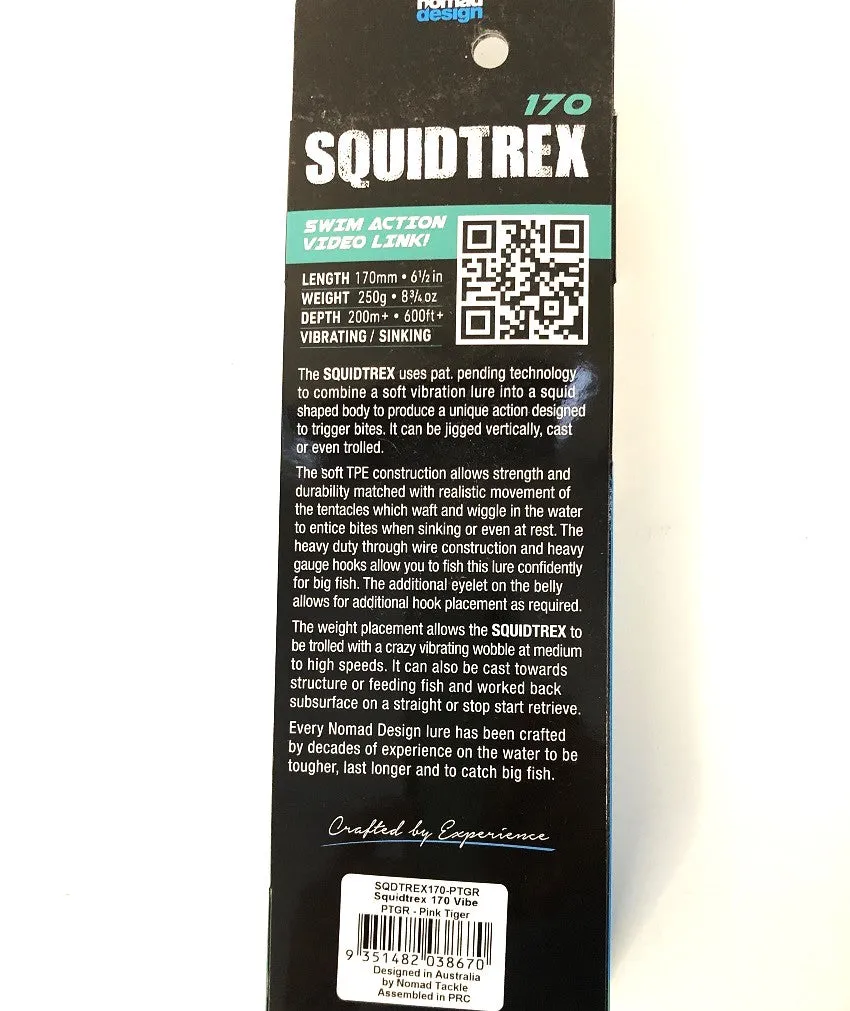 nomad
design
170
SQUIDTREX
SWIM ACTION
VIDEO LINK!
LENGTH 170mm • 6½ in
WEIGHT 250g • 8¾ oz
DEPTH 200m+ • 600ft+
VIBRATING / SINKING
The SQUIDTREX uses pat. pending technology
to combine a soft vibration lure into a squid
shaped body to produce a unique action designed
to trigger bites. It can be jigged vertically, cast
or even trolled.
The soft TPE construction allows strength and
durability matched with realistic movement of
the tentacles which waft and wiggle in the water
to entice bites when sinking or even at rest. The
heavy duty through wire construction and heavy
gauge hooks allow you to fish this lure confidently
for big fish. The additional eyelet on the belly
allows for additional hook placement as required.
The weight placement allows the SQUIDTREX to
be trolled with a crazy vibrating wobble at medium
to high speeds. It can also be cast towards
structure or feeding fish and worked back
subsurface on a straight or stop start retrieve.
Every Nomad Design lure has been crafted
by decades of experience on the water to be
tougher, last longer and to catch big fish.
Crafted by Experience
SQDTREX170-PTGR
Squidtrex 170 Vibe
PTGR - Pink Tiger
9 351482 038670
Designed in Australia
by Nomad Tackle
Assembled in PRC